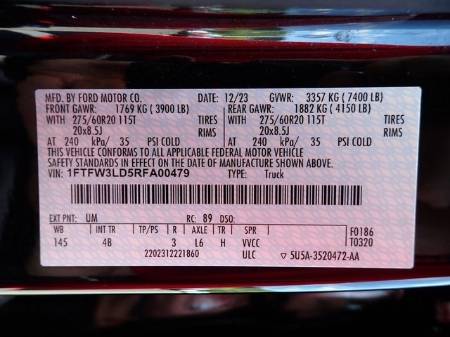 MFD. BY FORD MOTOR CO. DATE: 12/23 GVWR: 3357 KG ( 7400 LB)
FRONT GAWR: 1769 KG ( 3900 LB) REAR GAWR: 1882 KG ( 4150 LB)
WITH 275/60R20 115T TIRES WITH 275/60R20 115T TIRES
20x8.5J RIMS 20x8.5J RIMS
AT 240 kPa/ 35 PSI COLD AT 240 kPa/ 35 PSI COLD
THIS VEHICLE CONFORMS TO ALL APPLICABLE FEDERAL MOTOR VEHICLE
SAFETY STANDARDS IN EFFECT ON THE DATE OF MANUFACTURE SHOWN ABOVE.
VIN: 1FTFW3LD5RFA00479 TYPE: Truck
EXT PNT: UM RC: 89 DSO: F0186
WB INT TR TP/PS R AXLE TR SPR T0320
145 4B 3 L6 H VVCC
2202312221860 ULC 5U5A-3520472-AA